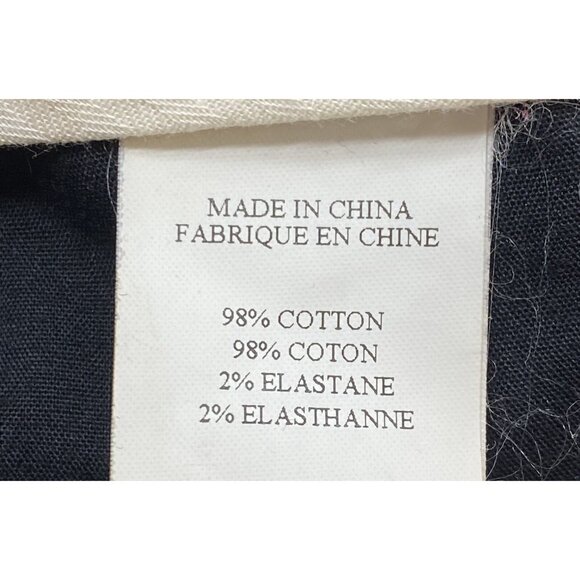 MADE IN CHINA
FABRIQUE EN CHINE
98% COTTON
98% COTON
2% ELASTANE
2% ELASTHANNE